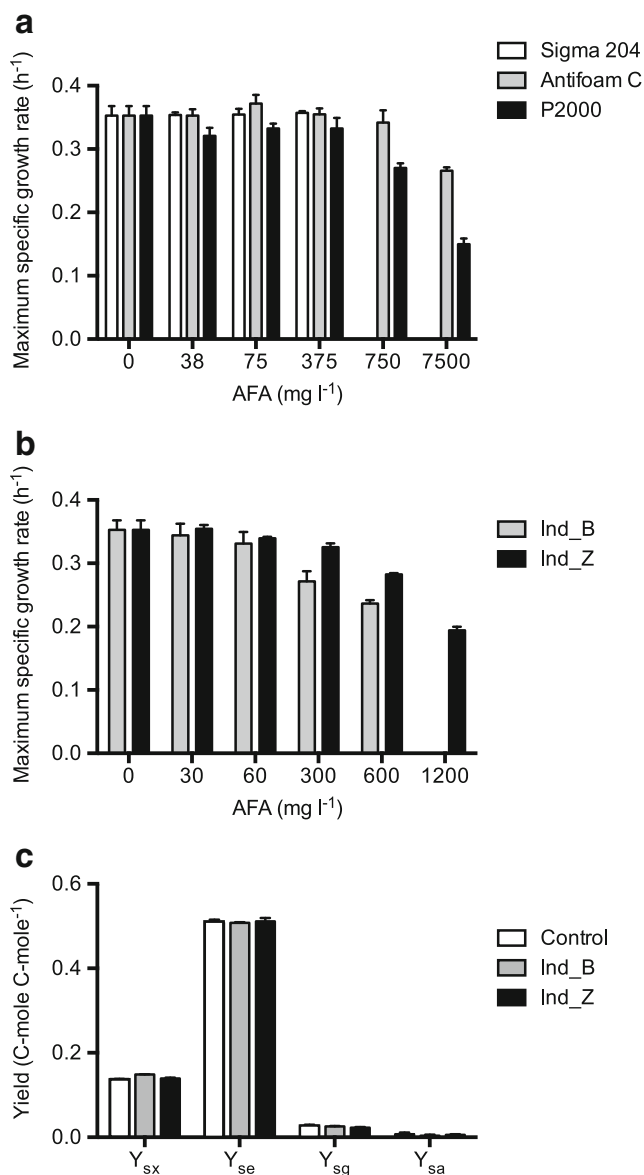 a
Sigma 204
Antifoam C
P2000
Maximum specific growth rate (h⁻¹)
0.4
0.3
0.2
0.1
0.0
0 38 75 375 750 7500
AFA (mg l⁻¹)
b
Ind_B
Ind_Z
Maximum specific growth rate (h⁻¹)
0.4
0.3
0.2
0.1
0.0
0 30 60 300 600 1200
AFA (mg l⁻¹)
c
Control
Ind_B
Ind_Z
Yield (C-mole C-mole⁻¹)
0.6
0.4
0.2
0.0
Ysx Yse Ysg Ysa